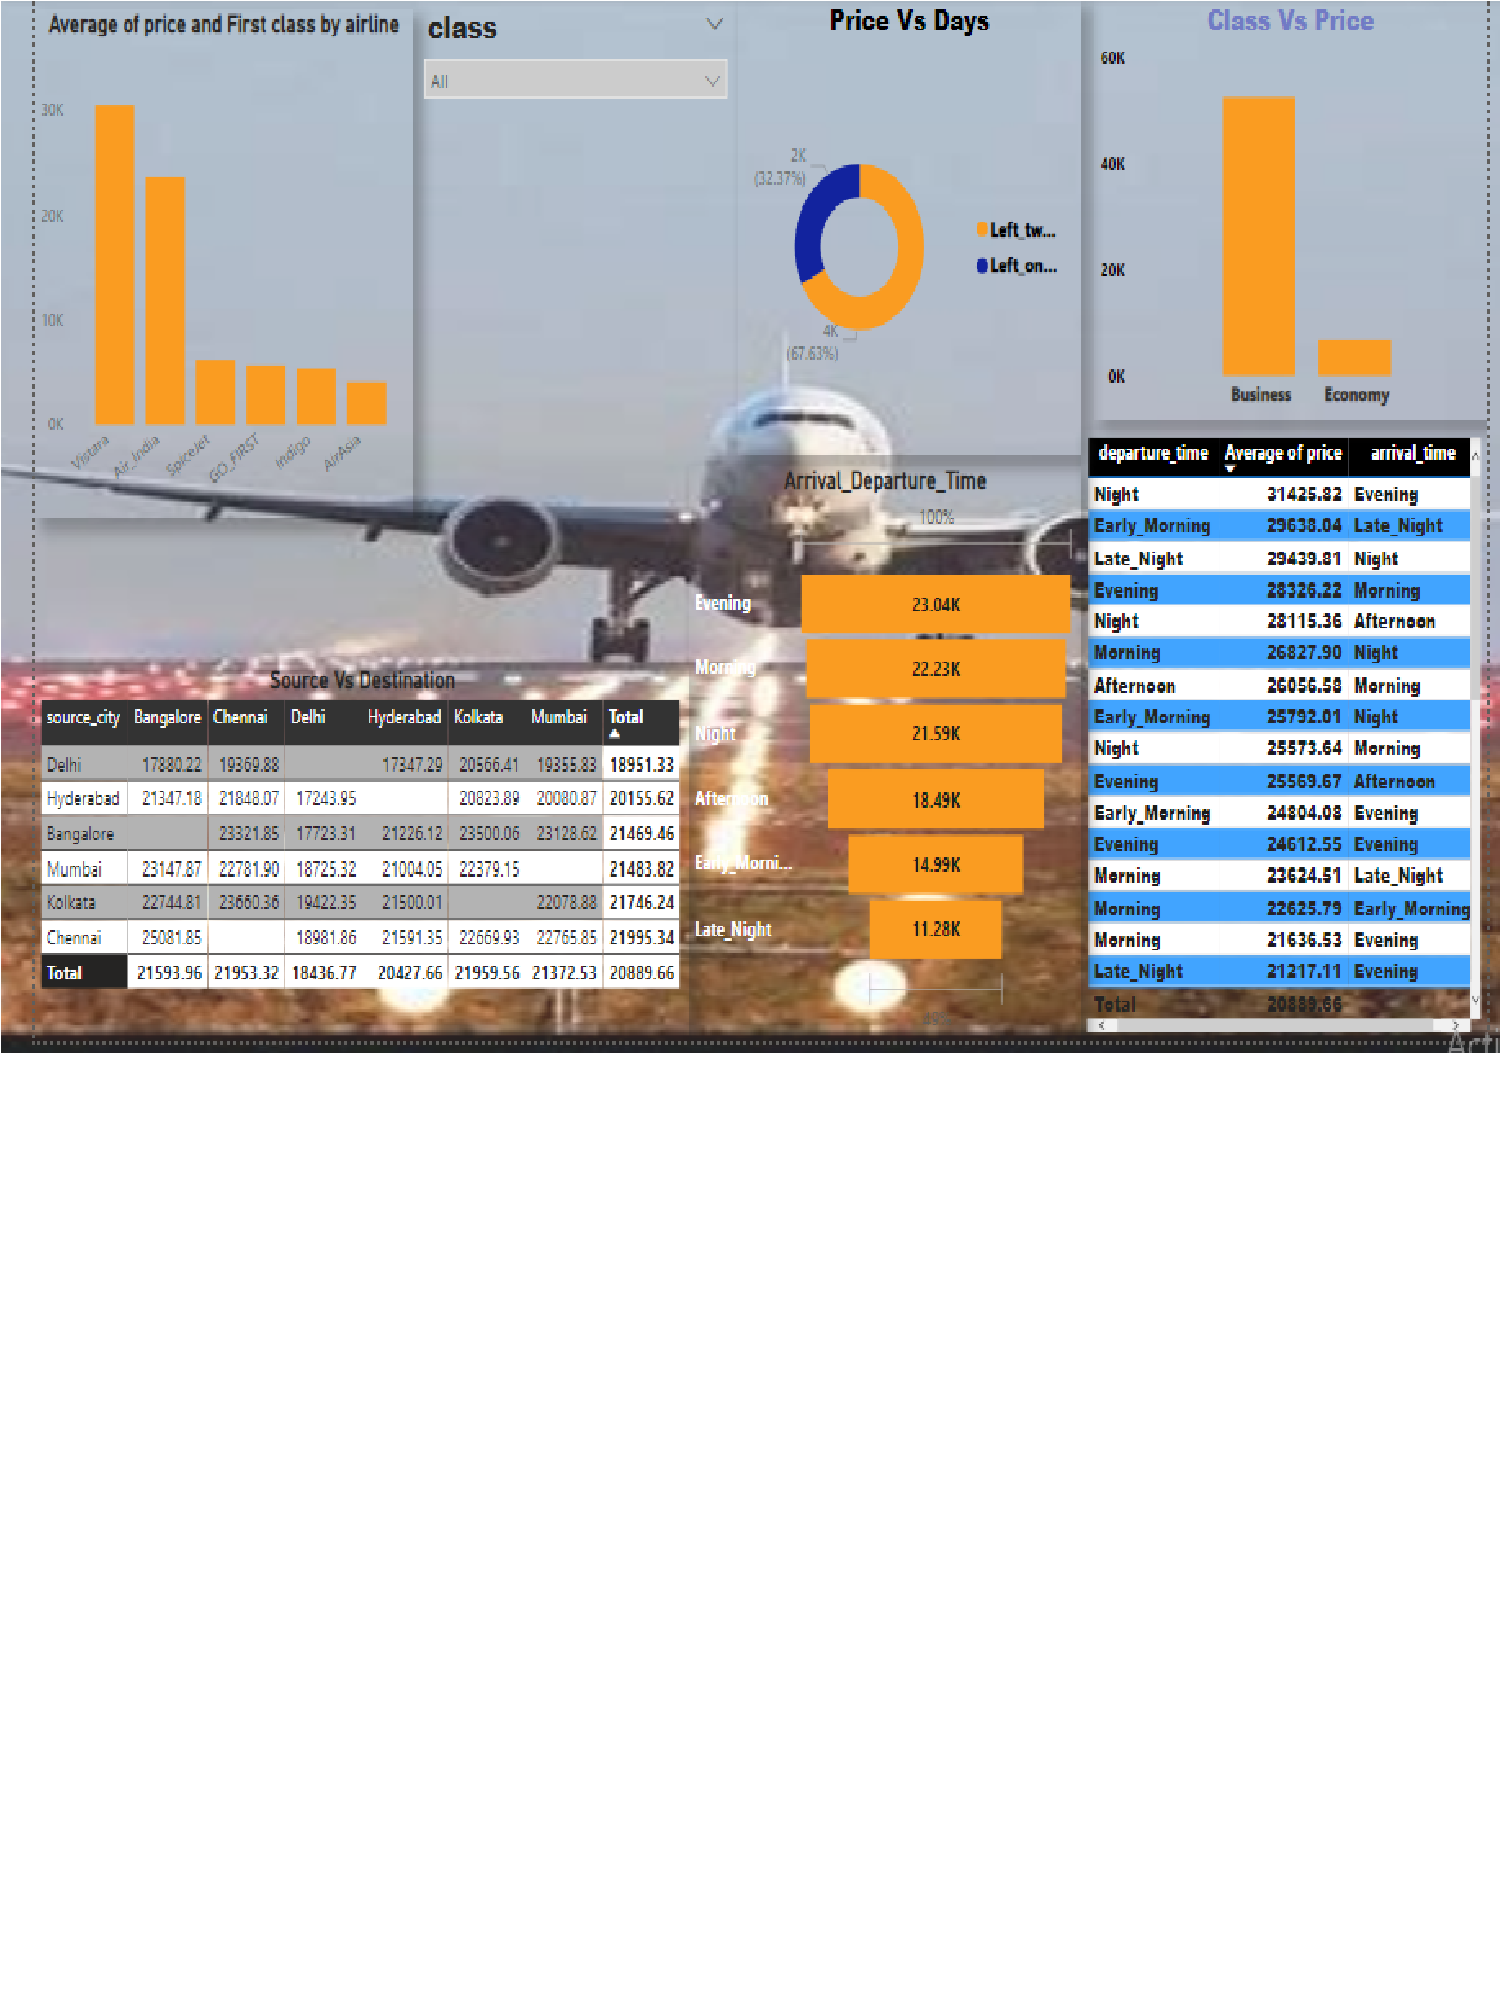 Average of price and First class by airline
30K
20K
10K
0K
Vistara
Air_India
SpiceJet
GO_FIRST
Indigo
AirAsia
class
All
Price Vs Days
2K
(32.37%)
4K
(67.63%)
Left_tw...
Left_on...
Class Vs Price
60K
40K
20K
0K
Business Economy
Arrival_Departure_Time
100%
Evening 23.04K
Morning 22.23K
Night 21.59K
Afternoon 18.49K
Early_Morni... 14.99K
Late_Night 11.28K
49%
Source Vs Destination
source_city Bangalore Chennai Delhi Hyderabad Kolkata Mumbai Total
Delhi 17880.22 19369.88 17347.29 20566.41 19355.83 18951.33
Hyderabad 21347.18 21848.07 17243.95 20823.89 20080.87 20155.62
Bangalore 23321.85 17723.31 21226.12 23500.06 23128.62 21469.46
Mumbai 23147.87 22781.90 18725.32 21004.05 22379.15 21483.82
Kolkata 22744.81 23660.36 19422.35 21500.01 22078.88 21746.24
Chennai 25081.85 18981.86 21591.35 22669.93 22765.85 21995.34
Total 21593.96 21953.32 18436.77 20427.66 21959.56 21372.53 20889.66
departure_time Average of price arrival_time
Night 31425.82 Evening
Early_Morning 29638.04 Late_Night
Late_Night 29439.81 Night
Evening 28326.22 Morning
Night 28115.36 Afternoon
Morning 26827.90 Night
Afternoon 26056.58 Morning
Early_Morning 25792.01 Night
Night 25573.64 Morning
Evening 25569.67 Afternoon
Early_Morning 24804.08 Evening
Evening 24612.55 Evening
Morning 23624.51 Late_Night
Morning 22625.79 Early_Morning
Morning 21636.53 Evening
Late_Night 21217.11 Evening
Total 20889.66